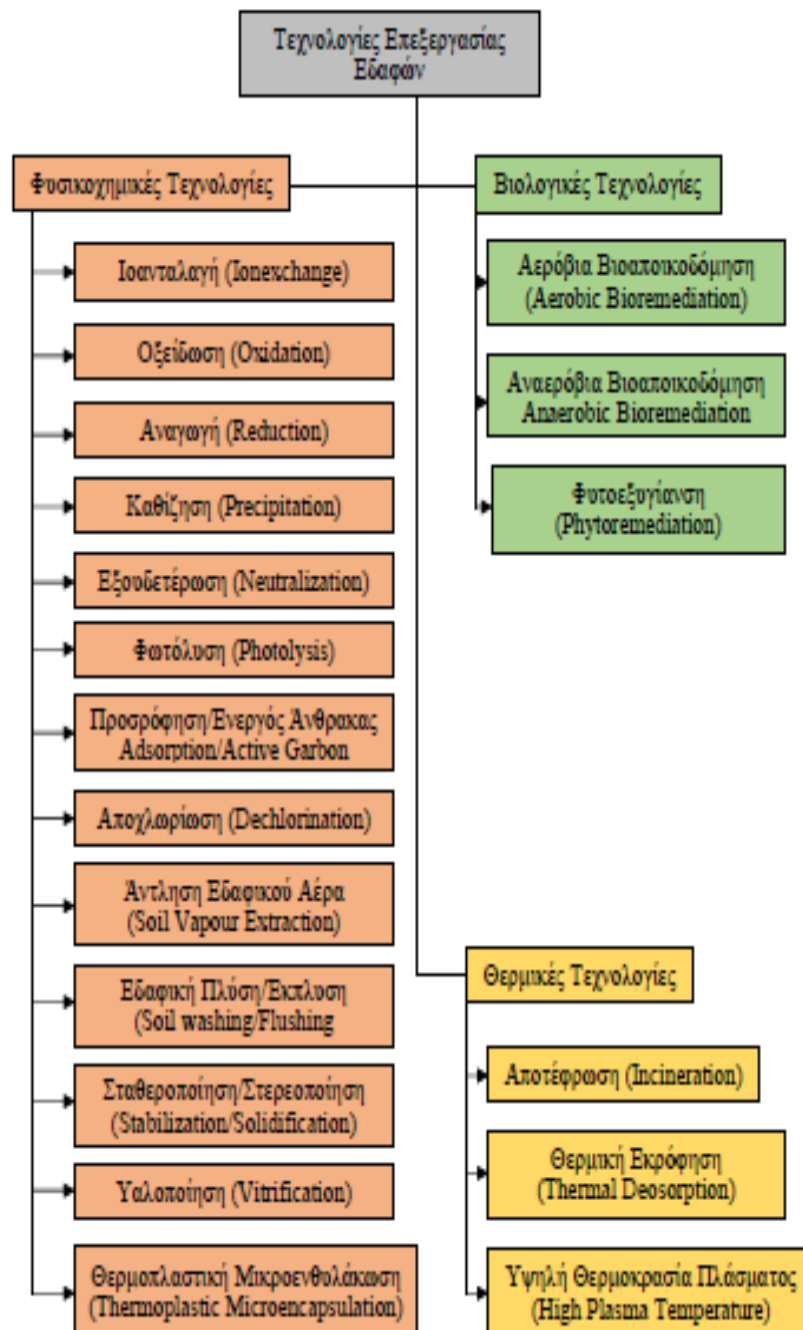 Τεχνολογίες Επεξεργασίας
Εδαφών
Φυσικοχημικές Τεχνολογίες
Ιοανταλαγή (Ionexchange)
Οξείδωση (Oxidation)
Αναγωγή (Reduction)
Καθίζηση (Precipitation)
Εξουδετέρωση (Neutralization)
Φωτόλυση (Photolysis)
Προσρόφηση/Ενεργός Άνθρακας
Adsorption/Active Garbon
Αποχλωρίωση (Dechlorination)
Άντληση Εδαφικού Αέρα
(Soil Vapour Extraction)
Εδαφική Πλύση/Έκπλυση
(Soil washing/Flushing
Σταθεροποίηση/Στερεοποίηση
(Stabilization/Solidification)
Υαλοποίηση (Vitrification)
Θερμοπλαστική Μικροενθυλάκωση
(Thermoplastic Microencapsulation)
Βιολογικές Τεχνολογίες
Αερόβια Βιοαποικοδόμηση
(Aerobic Bioremediation)
Αναερόβια Βιοαποικοδόμηση
Anaerobic Bioremediation
Φυτοεξυγίανση
(Phytoremediation)
Θερμικές Τεχνολογίες
Αποτέφρωση (Incineration)
Θερμική Εκρόφηση
(Thermal Deosorption)
Υψηλή Θερμοκρασία Πλάσματος
(High Plasma Temperature)